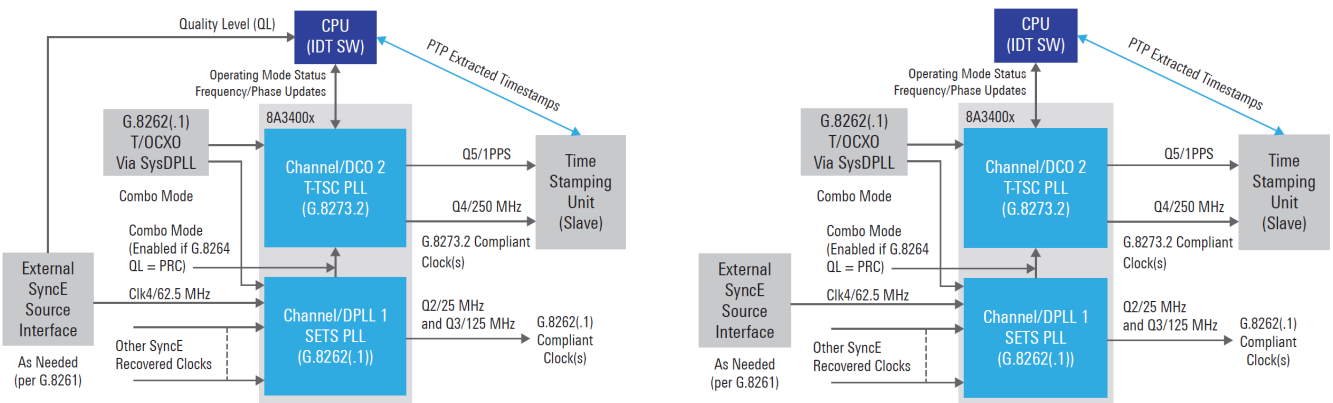 Quality Level (QL)
CPU
(IDT SW)
PTP Extracted Timestamps
Operating Mode Status
Frequency/Phase Updates
8A3400x
G.8262(.1)
T/OCXO
Via SysDPLL
Channel/DCO 2
T-TSC PLL
(G.8273.2)
Q5/1PPS
Q4/250 MHz
Time
Stamping
Unit
(Slave)
Combo Mode
Combo Mode
(Enabled if G.8264
QL = PRC)
G.8273.2 Compliant
Clock(s)
External
SyncE
Source
Interface
Clk4/62.5 MHz
Channel/DPLL 1
SETS PLL
(G.8262(.1))
Q2/25 MHz
and Q3/125 MHz
G.8262(.1)
Compliant
Clock(s)
Other SyncE
Recovered Clocks
As Needed
(per G.8261)
CPU
(IDT SW)
PTP Extracted Timestamps
Operating Mode Status
Frequency/Phase Updates
8A3400x
G.8262(.1)
T/OCXO
Via SysDPLL
Channel/DCO 2
T-TSC PLL
(G.8273.2)
Q5/1PPS
Q4/250 MHz
Time
Stamping
Unit
(Slave)
Combo Mode
Combo Mode
(Enabled if G.8264
QL = PRC)
G.8273.2 Compliant
Clock(s)
External
SyncE
Source
Interface
Clk4/62.5 MHz
Channel/DPLL 1
SETS PLL
(G.8262(.1))
Q2/25 MHz
and Q3/125 MHz
G.8262(.1)
Compliant
Clock(s)
Other SyncE
Recovered Clocks
As Needed
(per G.8261)